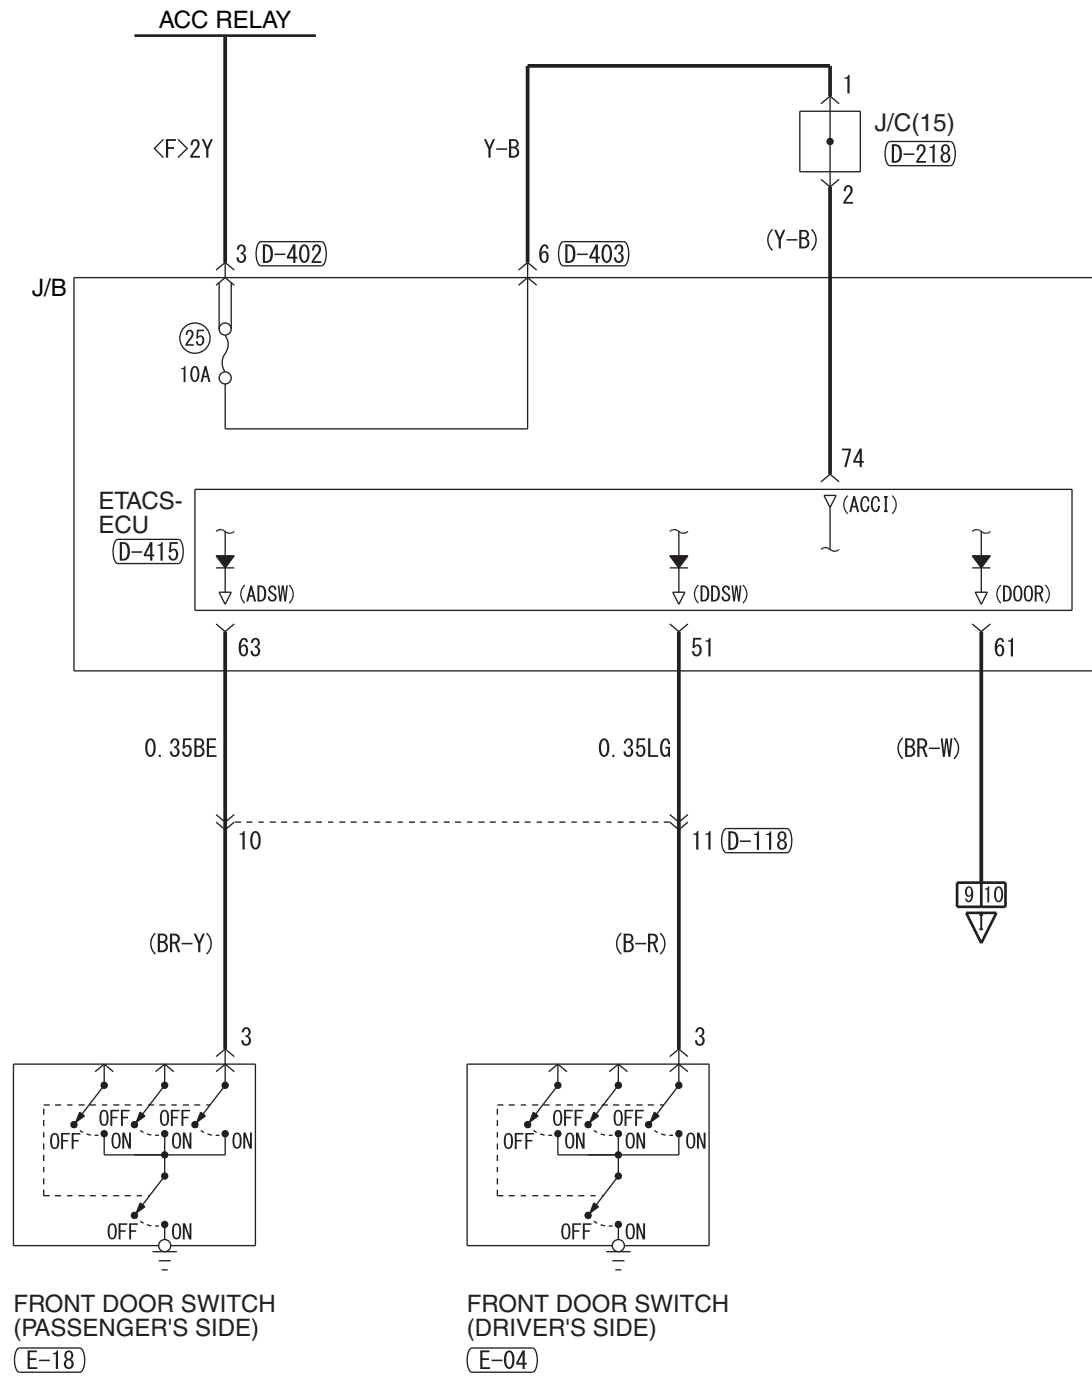 ACC RELAY
1
J/C(15)
(D-218)
<F>2Y
Y-B
2
(Y-B)
3 (D-402)
6 (D-403)
J/B
25
10A
74
ETACS-
ECU
(D-415)
(ACCI)
(ADSW)
(DDSW)
(DOOR)
63
51
61
0.35BE
0.35LG
(BR-W)
10
11 (D-118)
9 10
I
(BR-Y)
(B-R)
3
3
OFF OFF
OFF ON ON ON
OFF ON
OFF OFF
OFF ON ON ON
OFF ON
FRONT DOOR SWITCH
(PASSENGER'S SIDE)
(E-18)
FRONT DOOR SWITCH
(DRIVER'S SIDE)
(E-04)